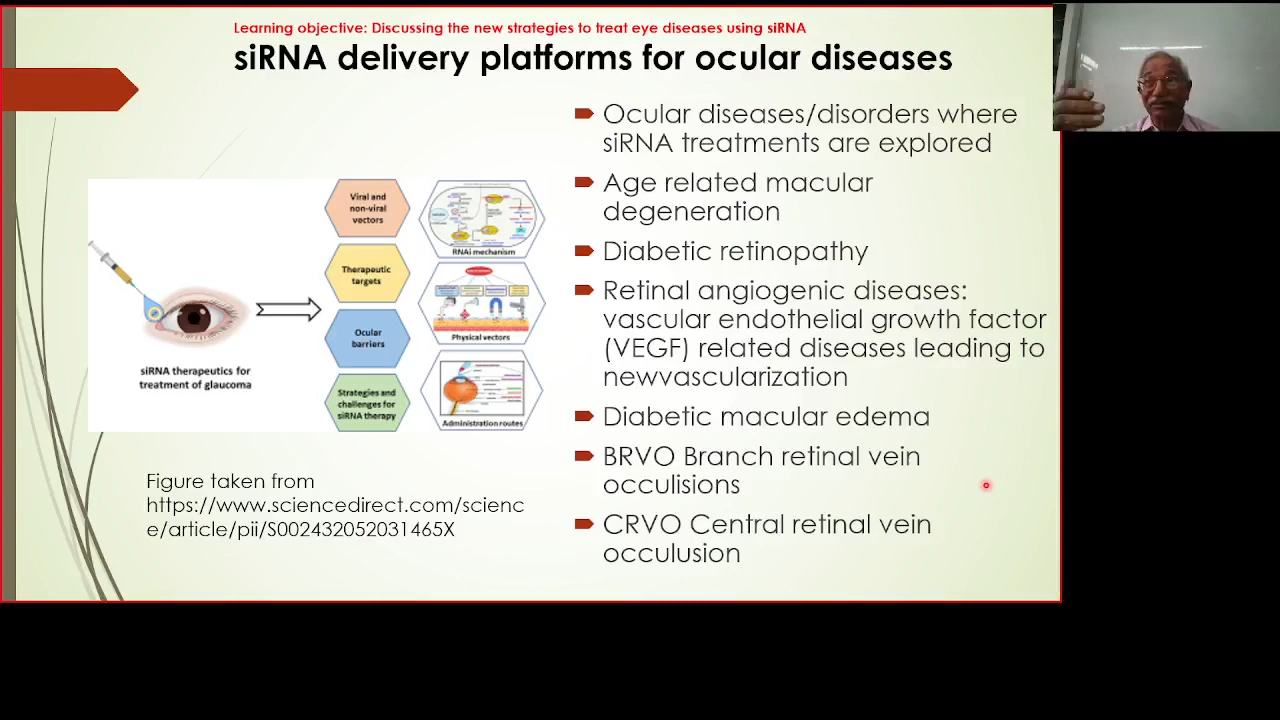 Learning objective: Discussing the new strategies to treat eye diseases using siRNA
siRNA delivery platforms for ocular diseases
siRNA therapeutics for
treatment of glaucoma
Viral and
non-viral
vectors
Therapeutic
targets
Ocular
barriers
Strategies and
challenges for
siRNA therapy
RNAi mechanism
Physical vectors
Administration routes
Figure taken from
https://www.sciencedirect.com/scienc
e/article/pii/S002432052031465X
Ocular diseases/disorders where
siRNA treatments are explored
Age related macular
degeneration
Diabetic retinopathy
Retinal angiogenic diseases:
vascular endothelial growth factor
(VEGF) related diseases leading to
newvascularization
Diabetic macular edema
BRVO Branch retinal vein
occulisions
CRVO Central retinal vein
occulusion